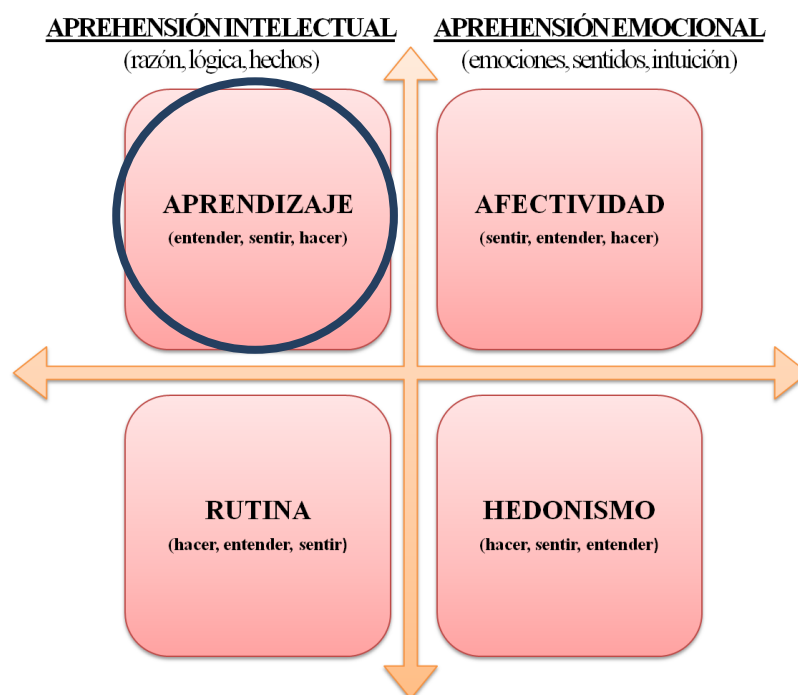 APREHENSIÓN INTELECTUAL
(razón, lógica, hechos)
APREHENSIÓN EMOCIONAL
(emociones, sentidos, intuición)
APRENDIZAJE
(entender, sentir, hacer)
AFECTIVIDAD
(sentir, entender, hacer)
RUTINA
(hacer, entender, sentir)
HEDONISMO
(hacer, sentir, entender)